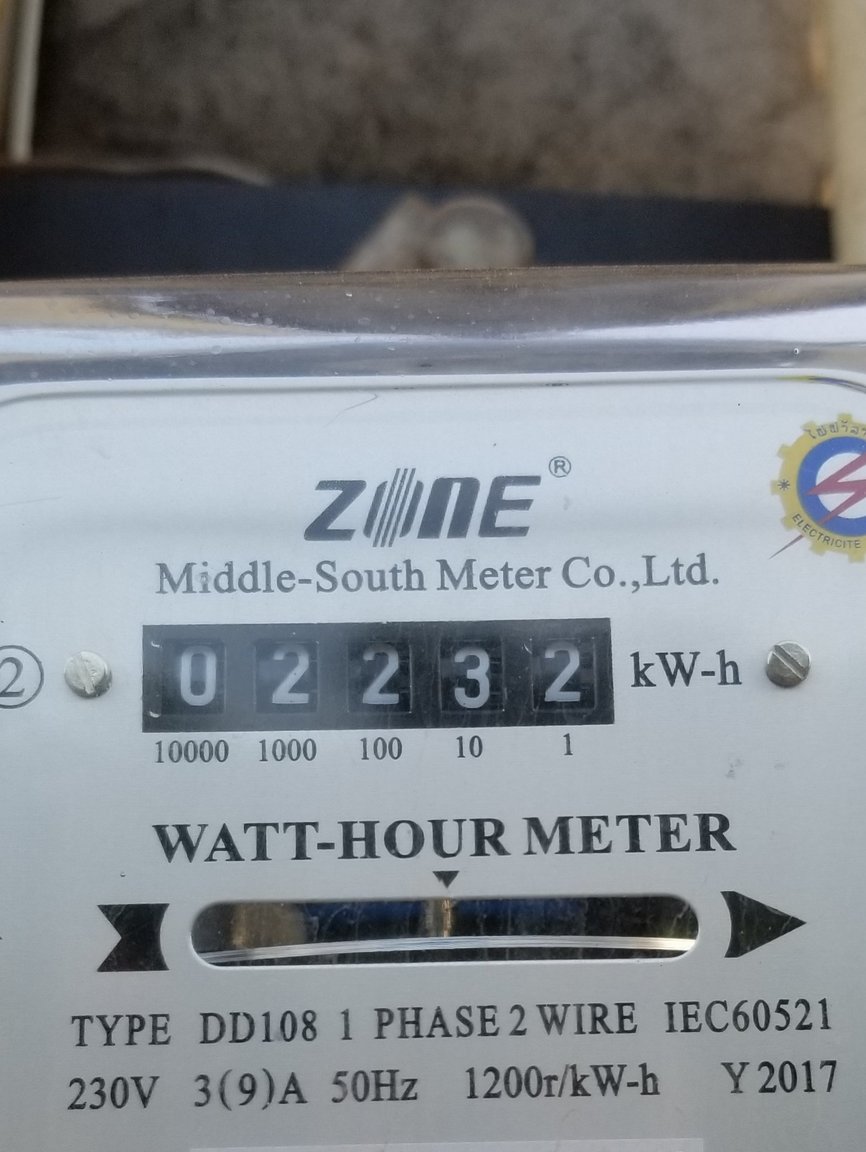 ZONE®
ELECTRICITE
Middle-South Meter Co.,Ltd.
2
0 2 2 3 2 kW-h
10000 1000 100 10 1
WATT-HOUR METER
TYPE DD108 1 PHASE 2 WIRE IEC60521
230V 3(9)A 50Hz 1200r/kW-h Y 2017